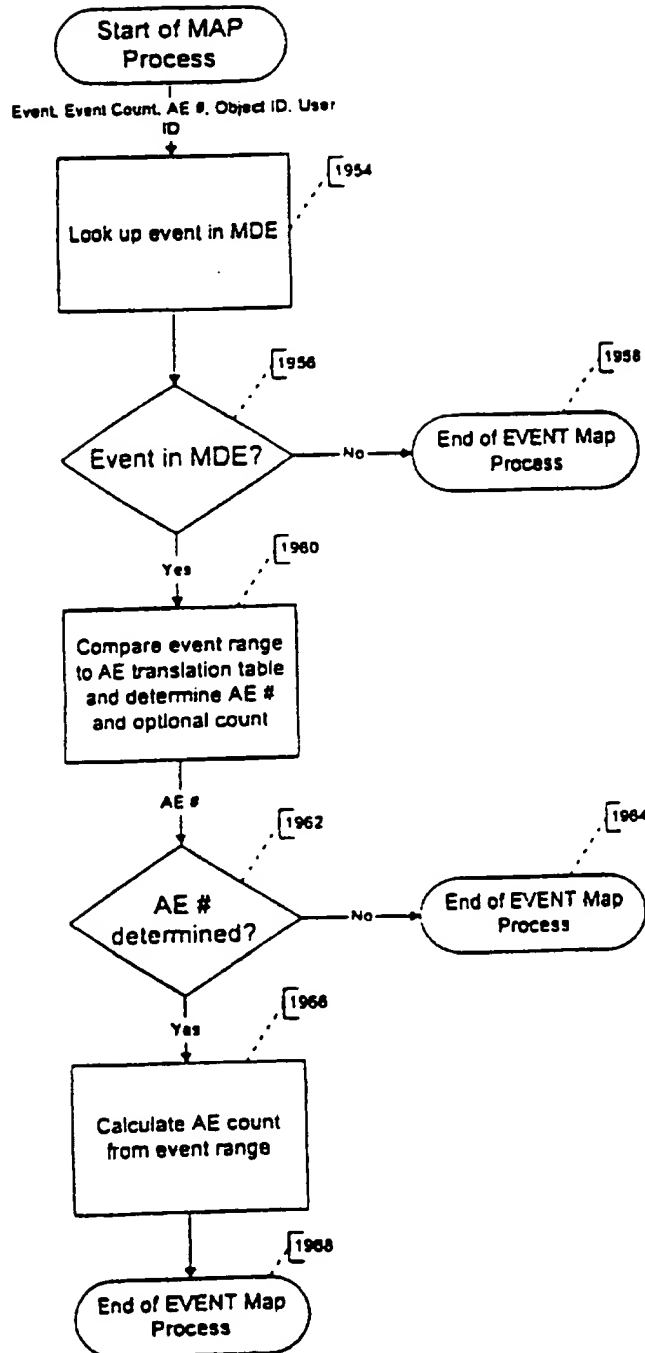 Start of MAP
Process
Event, Event Count, AE #, Object ID, User
ID
1954
Look up event in MDE
1956
1958
Event in MDE?
No
End of EVENT Map
Process
Yes
1960
Compare event range
to AE translation table
and determine AE #
and optional count
AE #
1962
1964
AE #
determined?
No
End of EVENT Map
Process
Yes
1966
Calculate AE count
from event range
1968
End of EVENT Map
Process